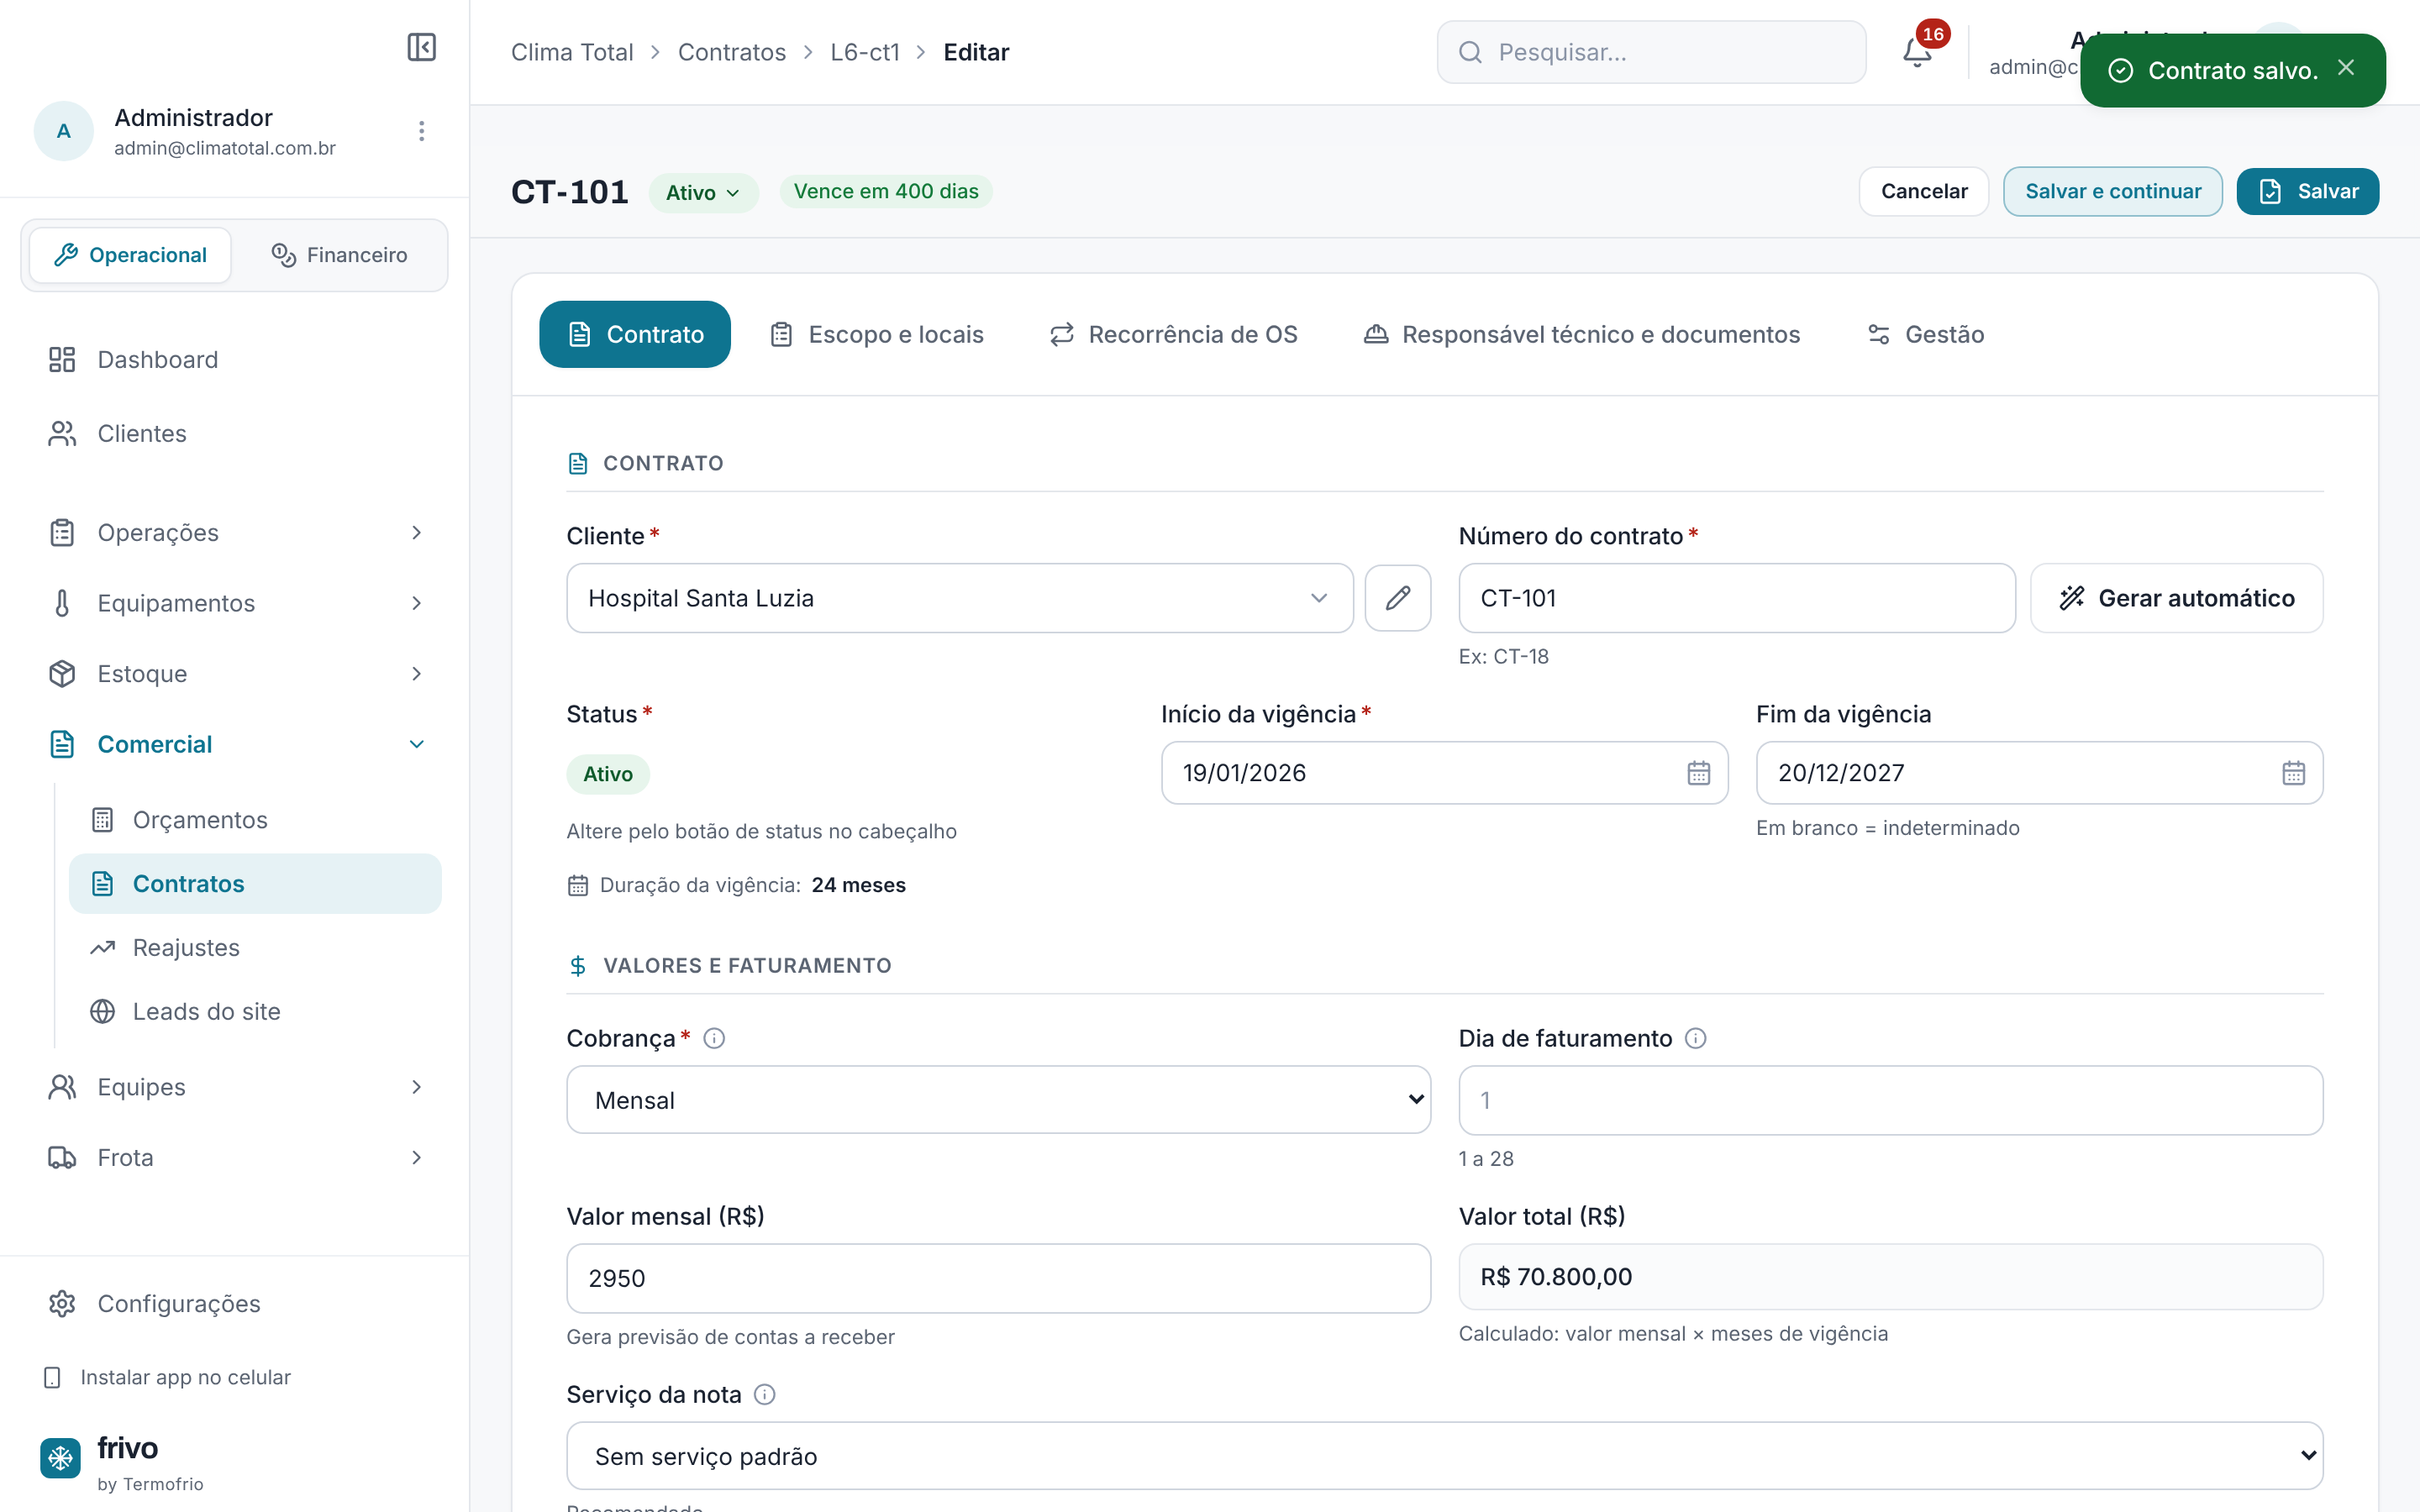 Clima Total > Contratos > L6-ct1 > Editar
Pesquisar...
16
admin@c
Contrato salvo.
A
Administrador
admin@climatotal.com.br
Operacional
Financeiro
Dashboard
Clientes
Operações
Equipamentos
Estoque
Comercial
Orçamentos
Contratos
Reajustes
Leads do site
Equipes
Frota
Configurações
Instalar app no celular
frivo
by Termofrio
CT-101
Ativo
Vence em 400 dias
Cancelar
Salvar e continuar
Salvar
Contrato
Escopo e locais
Recorrência de OS
Responsável técnico e documentos
Gestão
CONTRATO
Cliente*
Hospital Santa Luzia
Número do contrato*
CT-101
Gerar automático
Ex: CT-18
Status*
Ativo
Altere pelo botão de status no cabeçalho
Início da vigência*
19/01/2026
Fim da vigência
20/12/2027
Em branco = indeterminado
Duração da vigência: 24 meses
VALORES E FATURAMENTO
Cobrança*
Mensal
Dia de faturamento
1
1 a 28
Valor mensal (R$)
2950
Gera previsão de contas a receber
Valor total (R$)
R$ 70.800,00
Calculado: valor mensal × meses de vigência
Serviço da nota
Sem serviço padrão